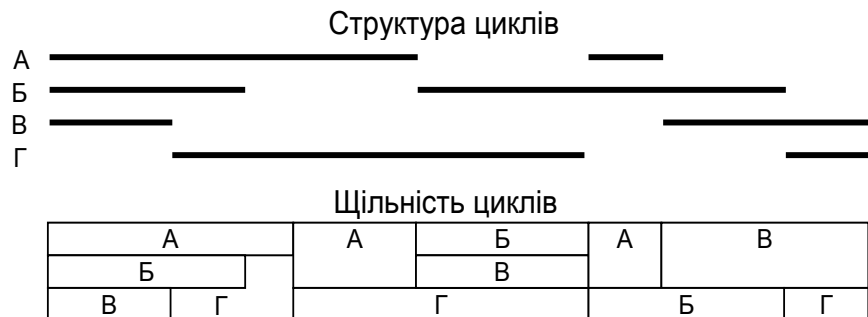 Структура циклів
А
Б
В
Г
Щільність циклів
А А Б А В
Б В
В Г Г Б Г